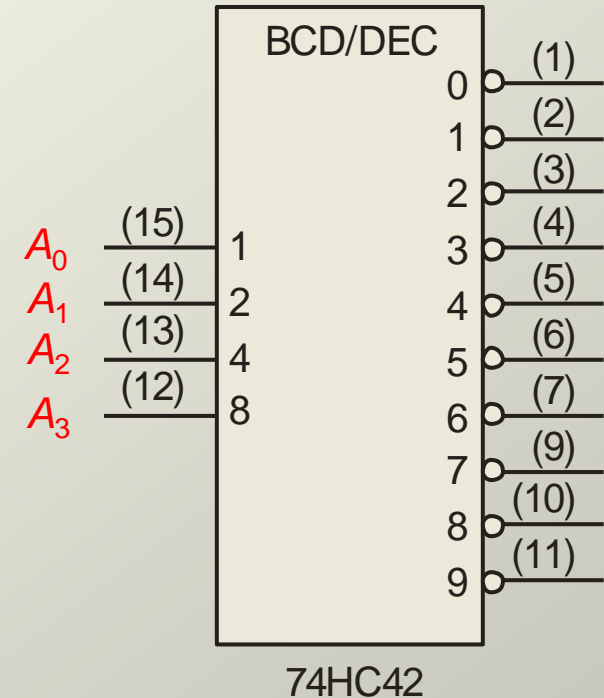 BCD/DEC
0 (1)
1 (2)
2 (3)
A0 (15) 1 3 (4)
A1 (14) 2 4 (5)
A2 (13) 4 5 (6)
A3 (12) 8 6 (7)
7 (9)
8 (10)
9 (11)
74HC42